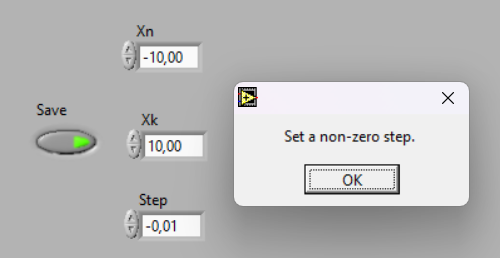 Xn
-10,00
Save
Xk
10,00
Step
-0,01
Set a non-zero step.
OK